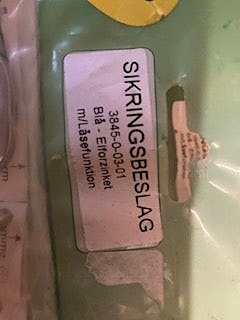 SIKRINGSBESLAG
3845-0-03-01
Blå - Elforzinket
m/Låsefunktion